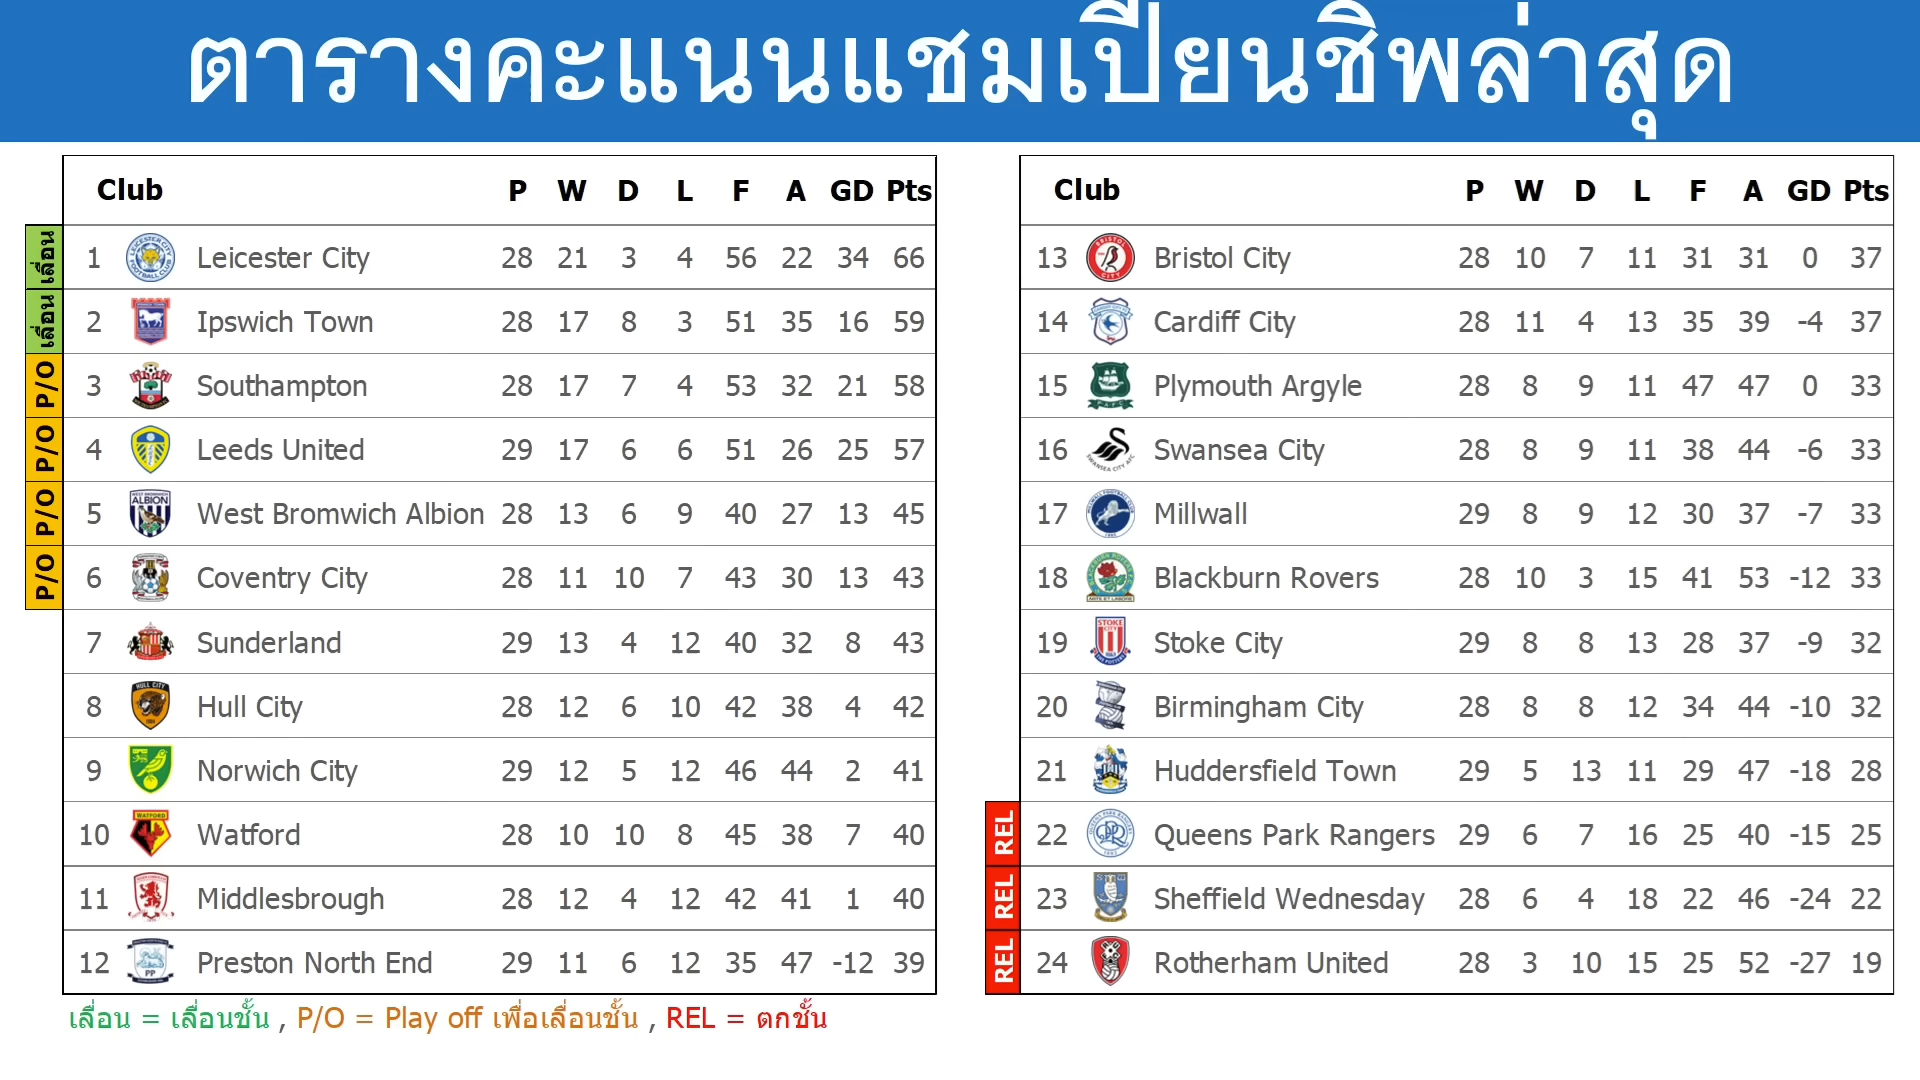 ตารางคะแนนแชมเปียนชิพล่าสุด
Club P W D L F A GD Pts
เลื่อน 1 Leicester City 28 21 3 4 56 22 34 66
เลื่อน 2 Ipswich Town 28 17 8 3 51 35 16 59
P/O 3 Southampton 28 17 7 4 53 32 21 58
P/O 4 Leeds United 29 17 6 6 51 26 25 57
P/O 5 West Bromwich Albion 28 13 6 9 40 27 13 45
P/O 6 Coventry City 28 11 10 7 43 30 13 43
7 Sunderland 29 13 4 12 40 32 8 43
8 Hull City 28 12 6 10 42 38 4 42
9 Norwich City 29 12 5 12 46 44 2 41
10 Watford 28 10 10 8 45 38 7 40
11 Middlesbrough 28 12 4 12 42 41 1 40
12 Preston North End 29 11 6 12 35 47 -12 39
Club P W D L F A GD Pts
13 Bristol City 28 10 7 11 31 31 0 37
14 Cardiff City 28 11 4 13 35 39 -4 37
15 Plymouth Argyle 28 8 9 11 47 47 0 33
16 Swansea City 28 8 9 11 38 44 -6 33
17 Millwall 29 8 9 12 30 37 -7 33
18 Blackburn Rovers 28 10 3 15 41 53 -12 33
19 Stoke City 29 8 8 13 28 37 -9 32
20 Birmingham City 28 8 8 12 34 44 -10 32
21 Huddersfield Town 29 5 13 11 29 47 -18 28
REL 22 Queens Park Rangers 29 6 7 16 25 40 -15 25
REL 23 Sheffield Wednesday 28 6 4 18 22 46 -24 22
REL 24 Rotherham United 28 3 10 15 25 52 -27 19
เลื่อน = เลื่อนชั้น , P/O = Play off เพื่อเลื่อนชั้น , REL = ตกชั้น